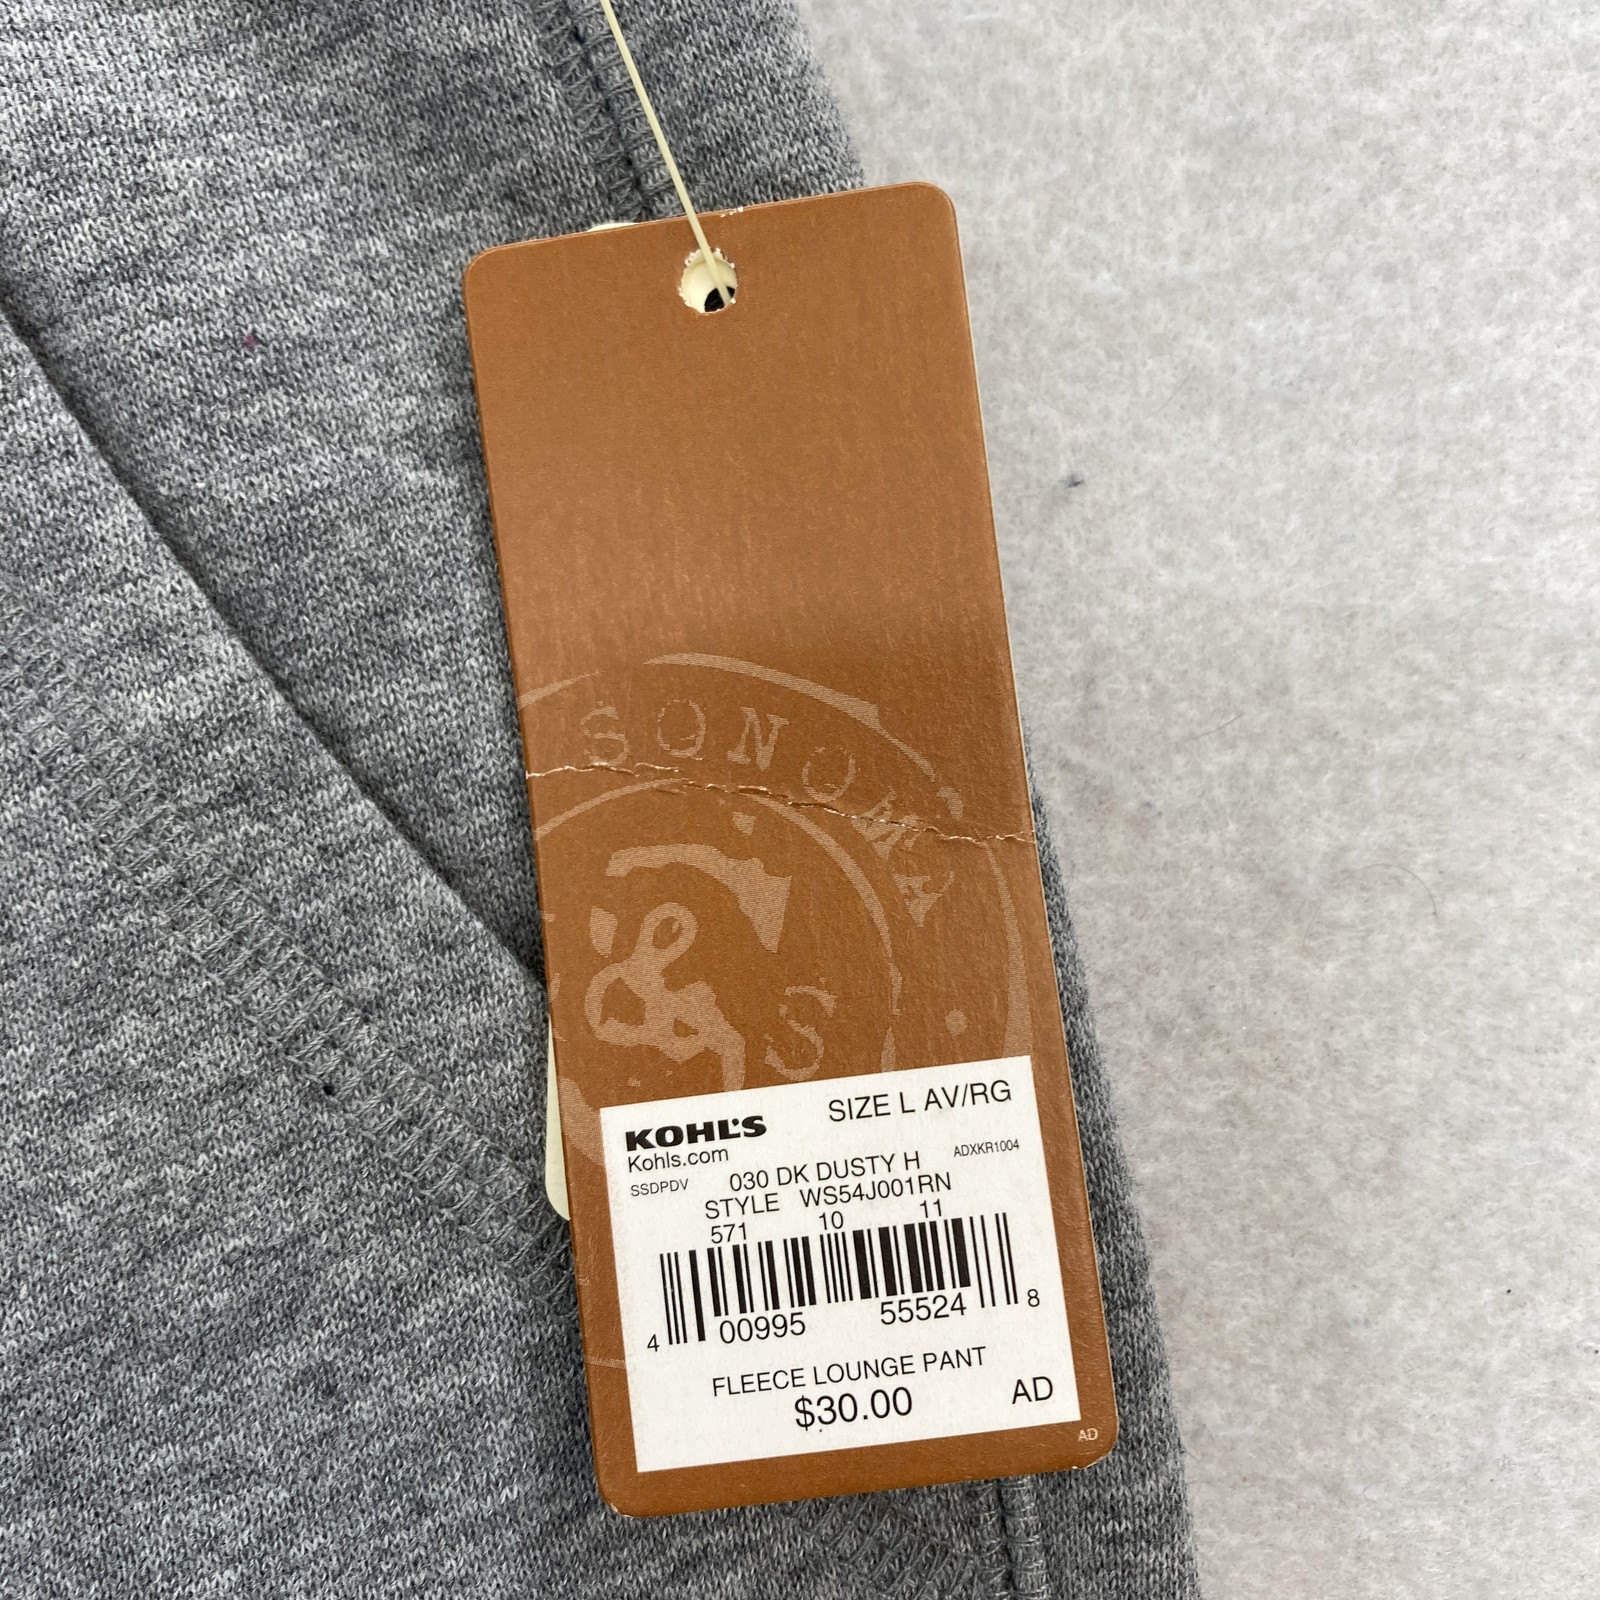 SONOMA
S
KOHL'S
SIZE L AV/RG
Kohls.com
SSDPDV
030 DK DUSTY H
ADXKR1004
STYLE WS54J001RN
571 10 11
4 00995 55524 8
FLEECE LOUNGE PANT
$30.00
AD
AD